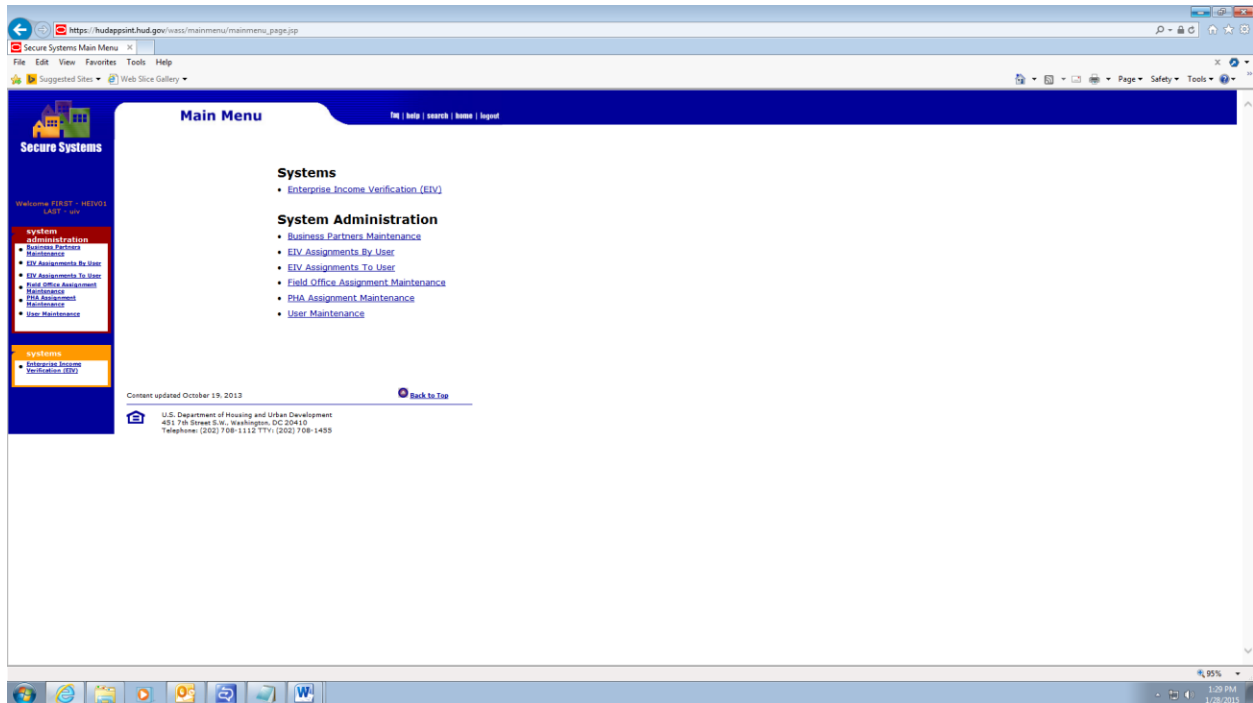 https://hudappsint.hud.gov/wass/mainmenu/mainmenu_page.jsp
Secure Systems Main Menu
File Edit View Favorites Tools Help
Suggested Sites Web Slice Gallery
Page Safety Tools
Main Menu
faq | help | search | home | logout
Secure Systems
Welcome FIRST - HEIV01
LAST - uiv
system
administration
Business Partners
Maintenance
EIV Assignments By User
EIV Assignments To User
Field Office Assignment
Maintenance
PHA Assignment
Maintenance
User Maintenance
systems
Enterprise Income
Verification (EIV)
Systems
• Enterprise Income Verification (EIV)
System Administration
• Business Partners Maintenance
• EIV Assignments By User
• EIV Assignments To User
• Field Office Assignment Maintenance
• PHA Assignment Maintenance
• User Maintenance
Content updated October 19, 2013
Back to Top
U.S. Department of Housing and Urban Development
451 7th Street S.W., Washington, DC 20410
Telephone: (202) 708-1112 TTY: (202) 708-1455
95%
1:29 PM
1/28/2015